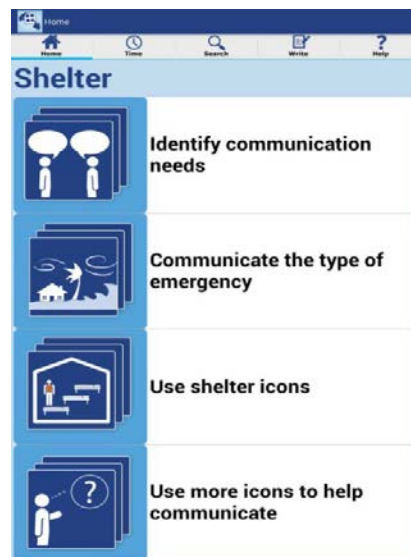 Home
Home Time Search Write Help
Shelter
Identify communication
needs
Communicate the type of
emergency
Use shelter icons
?
Use more icons to help
communicate